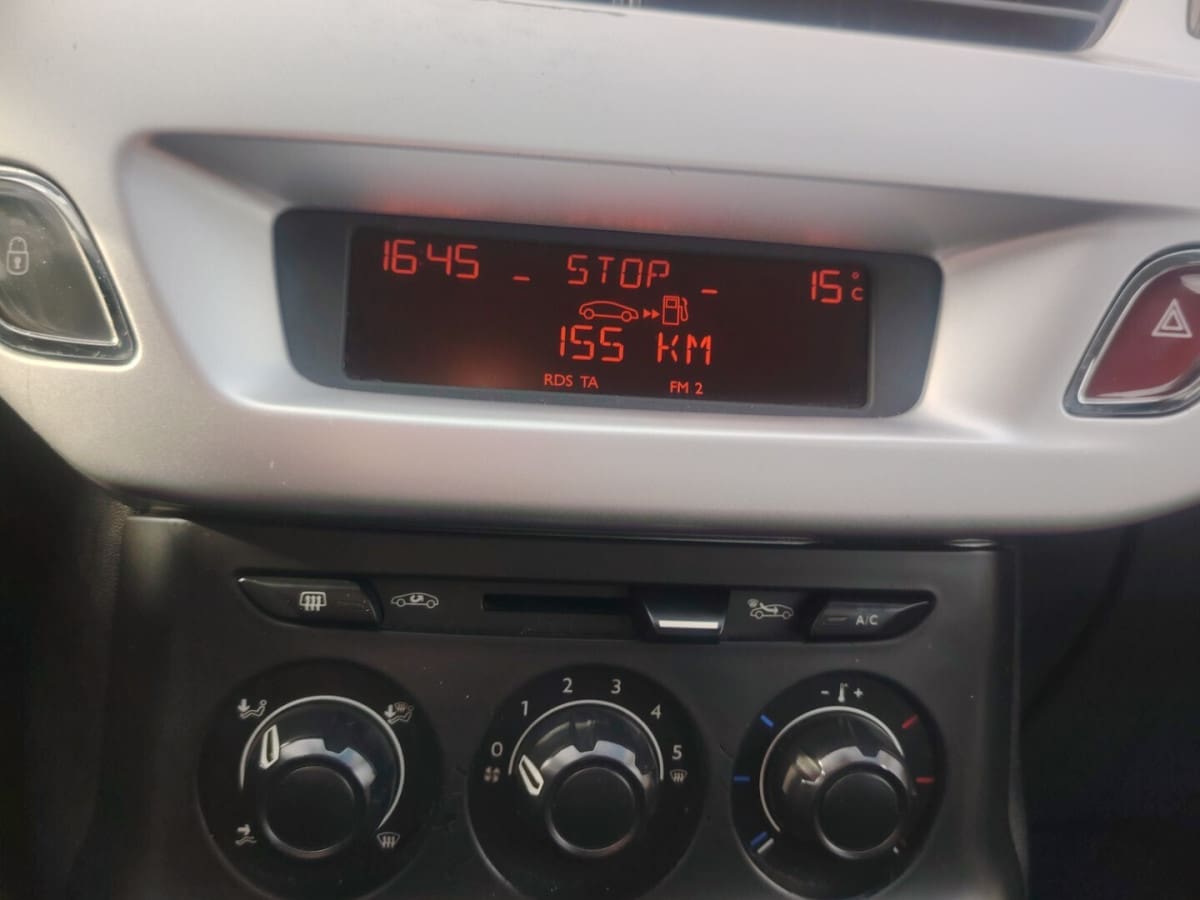 16:45 _ STOP _ 15 °C
155 KM
RDS TA FM 2
A/C
0 1 2 3 4 5
- +